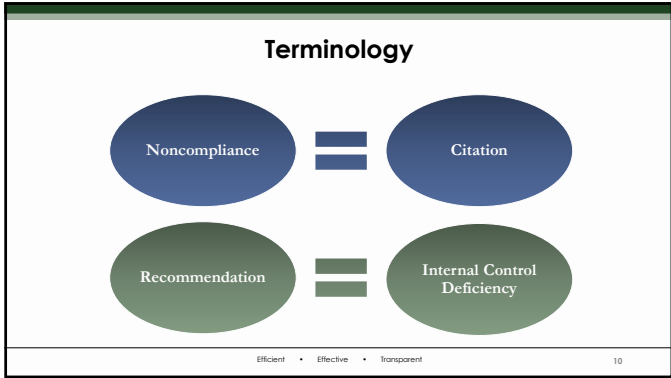 Terminology
Noncompliance
Citation
Recommendation
Internal Control
Deficiency
Efficient • Effective • Transparent
10